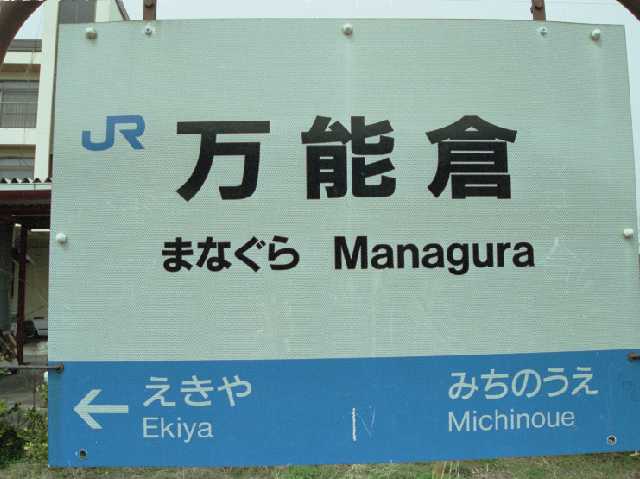 JR 万能倉
まなぐら Managura
← えきや みちのうえ
Ekiya Michinoue